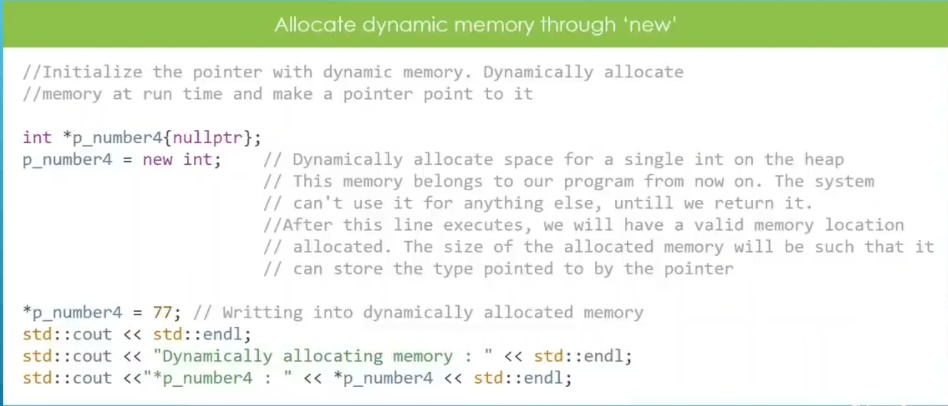 Allocate dynamic memory through ‘new’
//Initialize the pointer with dynamic memory. Dynamically allocate
//memory at run time and make a pointer point to it
int *p_number4{nullptr};
p_number4 = new int; // Dynamically allocate space for a single int on the heap
// This memory belongs to our program from now on. The system
// can't use it for anything else, untill we return it.
//After this line executes, we will have a valid memory location
// allocated. The size of the allocated memory will be such that it
// can store the type pointed to by the pointer
*p_number4 = 77; // Writting into dynamically allocated memory
std::cout << std::endl;
std::cout << "Dynamically allocating memory : " << std::endl;
std::cout <<"*p_number4 : " << *p_number4 << std::endl;